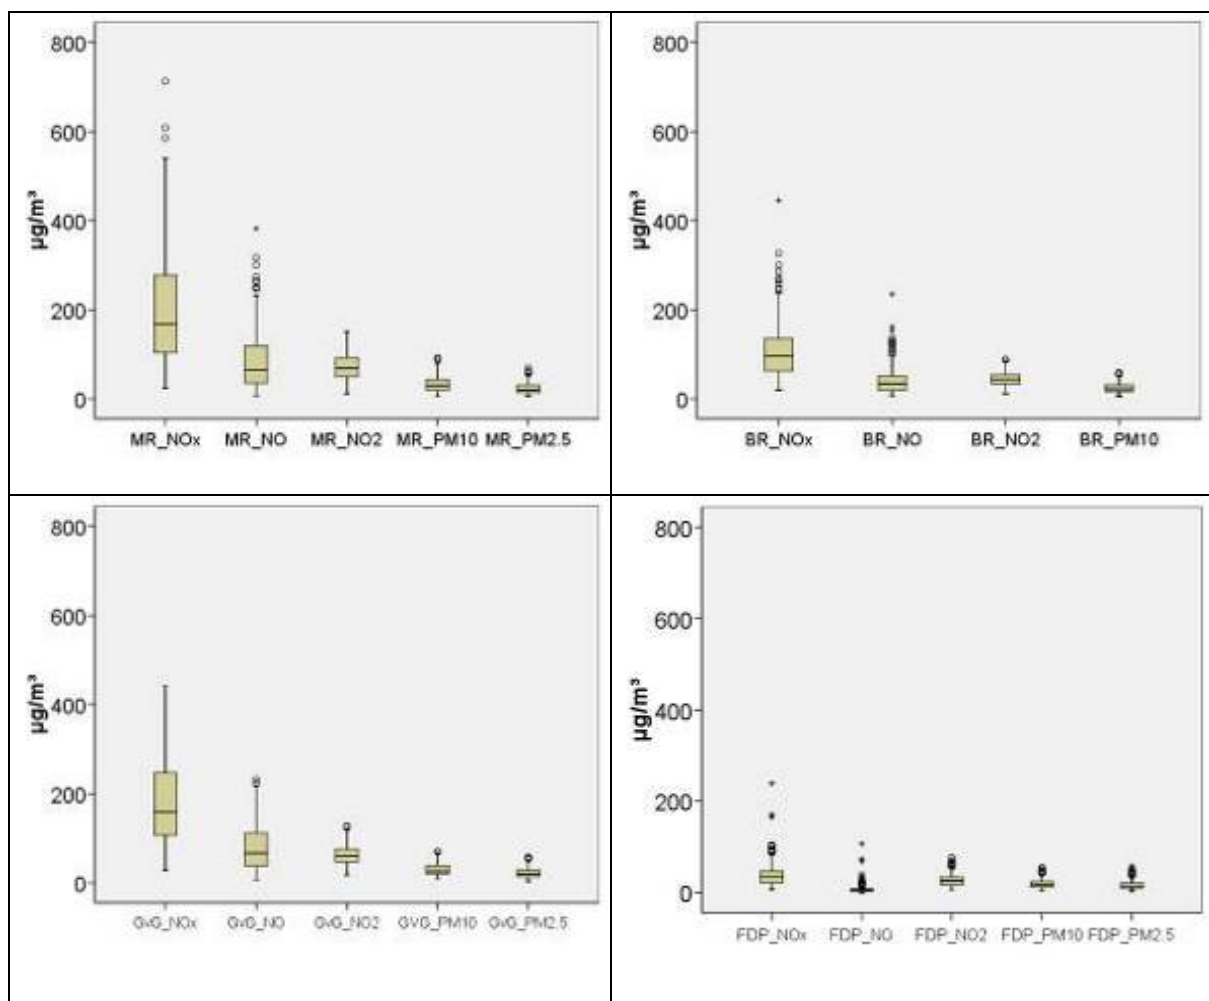 800
600
400
200
0
µg/m³
MR_NOx MR_NO MR_NO2 MR_PM10 MR_PM2.5
800
600
400
200
0
µg/m³
BR_NOx BR_NO BR_NO2 BR_PM10
800
600
400
200
0
µg/m³
GvG_NOx GvG_NO GvG_NO2 GVG_PM10 GvG_PM2.5
800
600
400
200
0
µg/m³
FDP_NOx FDP_NO FDP_NO2 FDP_PM10 FDP_PM2.5